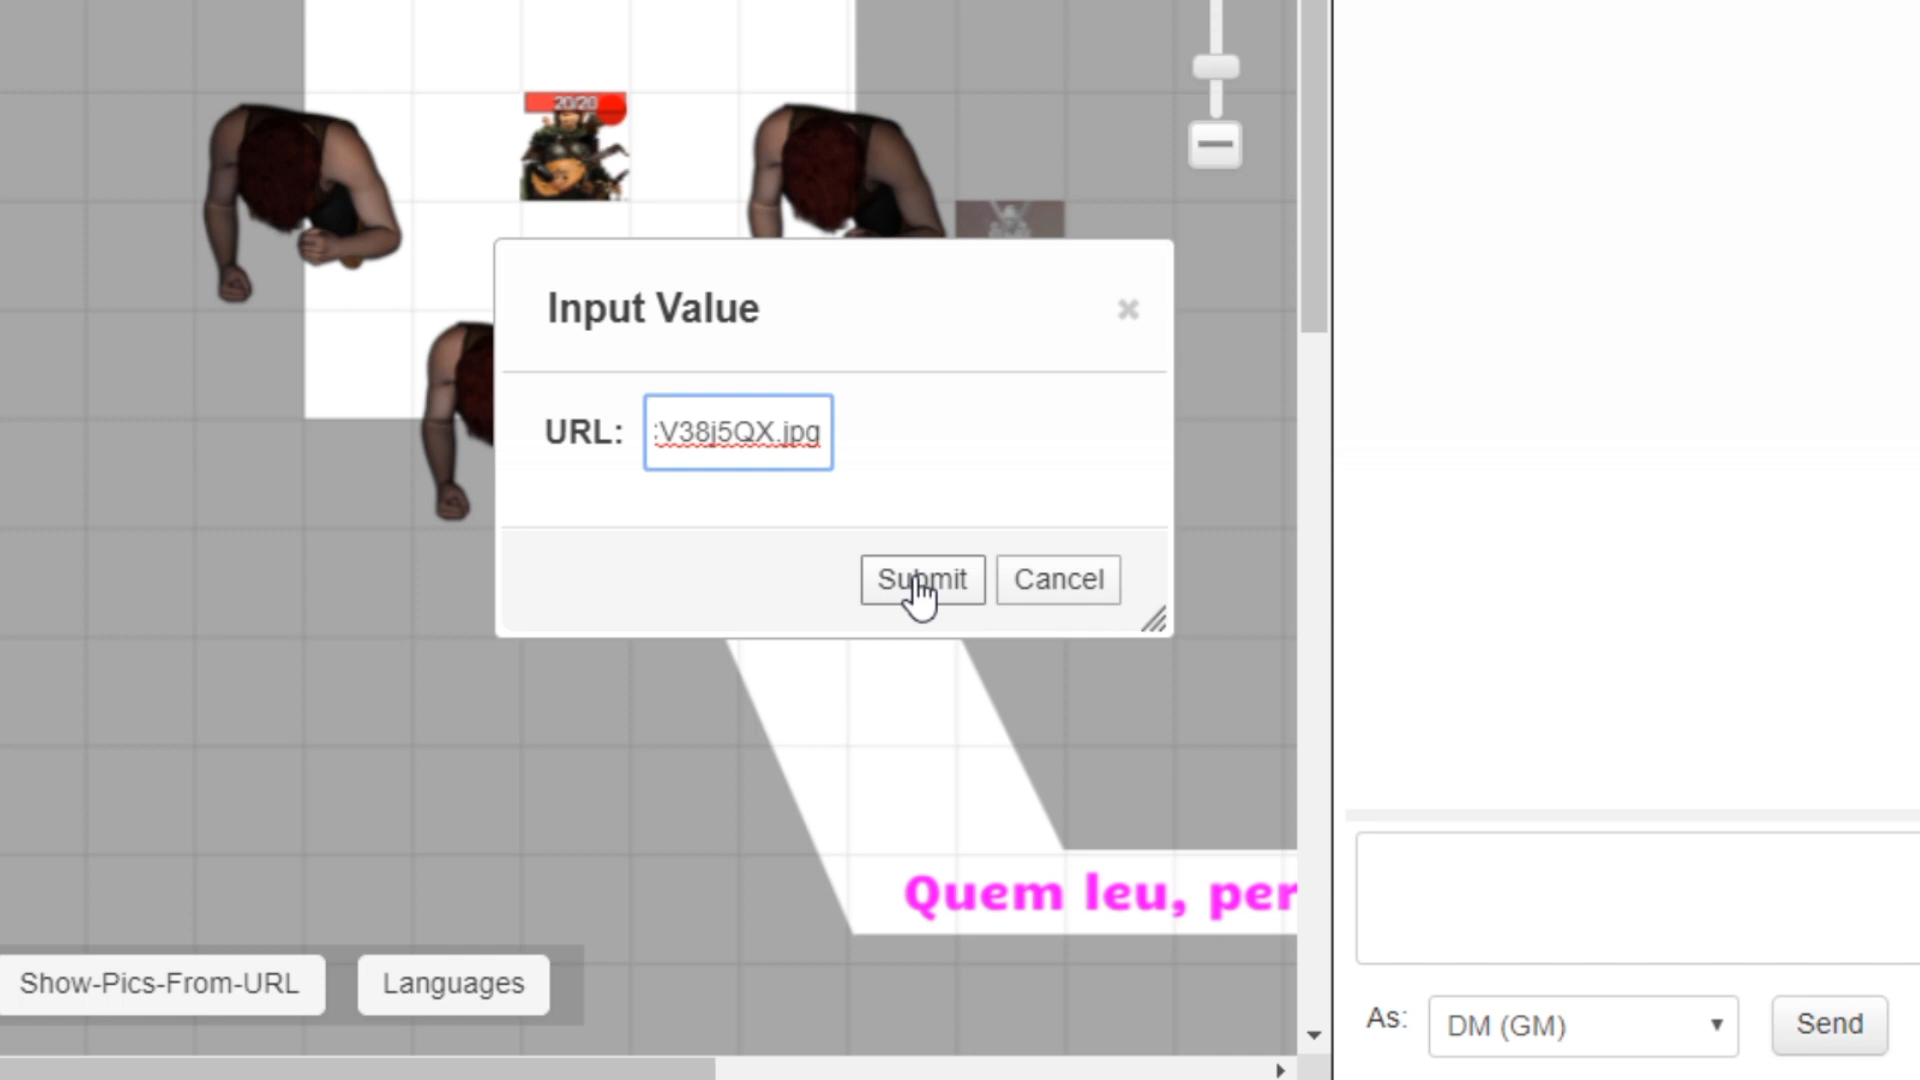 20/20
Input Value
URL: :V38j5QX.jpg
Submit Cancel
Quem leu, per
Show-Pics-From-URL Languages
As: DM (GM) Send